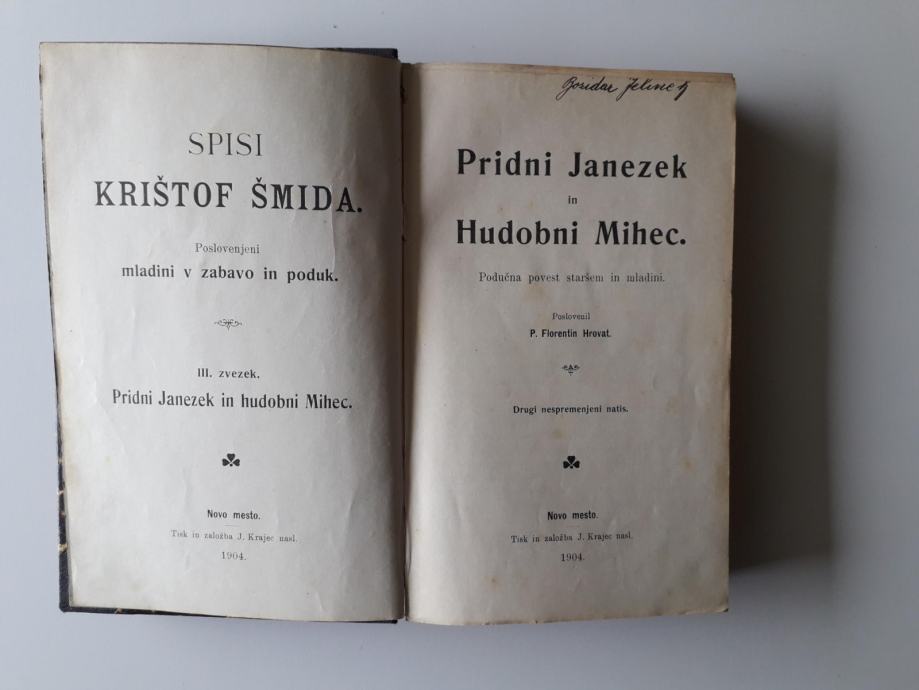 SPISI
KRIŠTOF ŠMIDA.
Poslovenjeni
mladini v zabavo in poduk.
III. zvezek.
Pridni Janezek in hudobni Mihec.
Novo mesto.
Tisk in založba J. Krajec nasl.
1904.
Bozidar
Pridni Janezek
in
Hudobni Mihec.
Podučna povest staršem in mladini.
Poslovenil
P. Florentin Hrovat.
Drugi nespremenjeni natis.
Novo mesto.
Tisk in založba J. Krajec nasl.
1904.